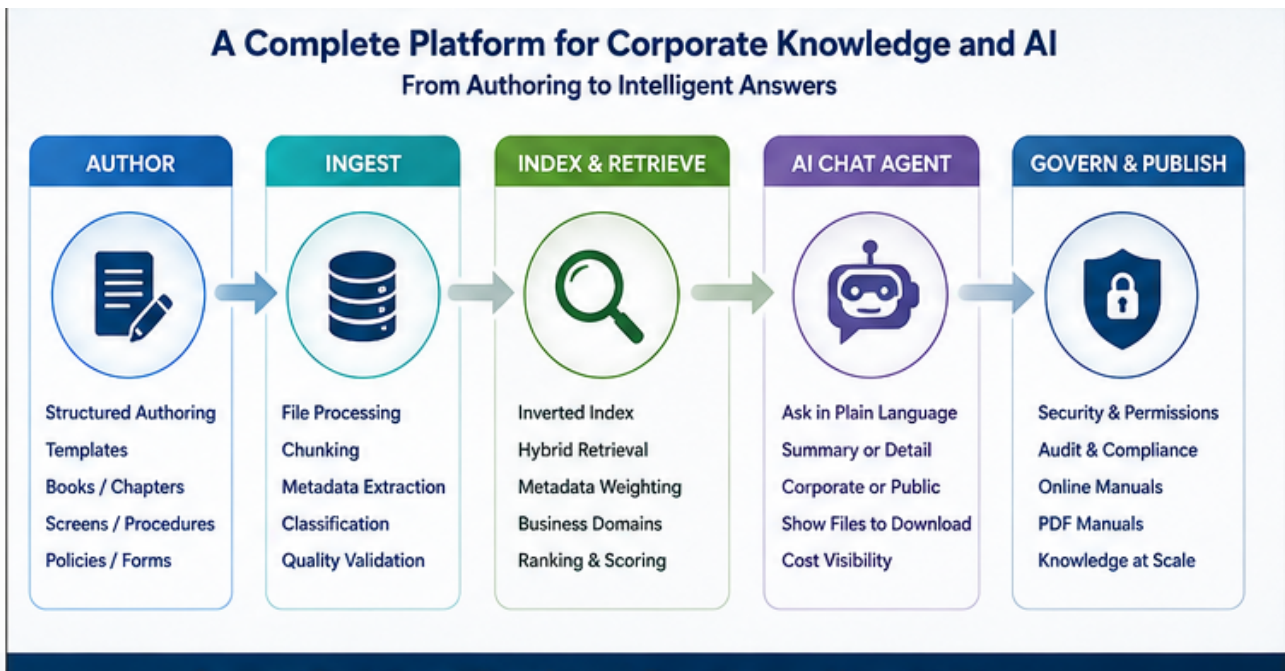 A Complete Platform for Corporate Knowledge and AI
From Authoring to Intelligent Answers
AUTHOR
Structured Authoring
Templates
Books / Chapters
Screens / Procedures
Policies / Forms
INGEST
File Processing
Chunking
Metadata Extraction
Classification
Quality Validation
INDEX & RETRIEVE
Inverted Index
Hybrid Retrieval
Metadata Weighting
Business Domains
Ranking & Scoring
AI CHAT AGENT
Ask in Plain Language
Summary or Detail
Corporate or Public
Show Files to Download
Cost Visibility
GOVERN & PUBLISH
Security & Permissions
Audit & Compliance
Online Manuals
PDF Manuals
Knowledge at Scale